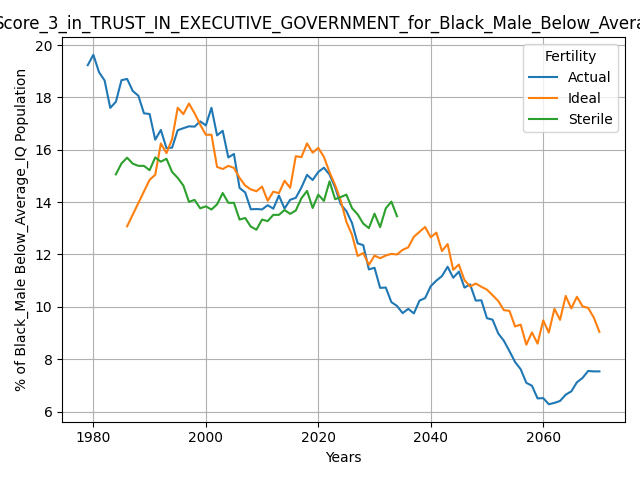 Score_3_in_TRUST_IN_EXECUTIVE_GOVERNMENT_for_Black_Male_Below_Avera
% of Black_Male Below_Average_IQ Population
20
18
16
14
12
10
8
6
Fertility
Actual
Ideal
Sterile
1980
2000
2020
2040
2060
Years